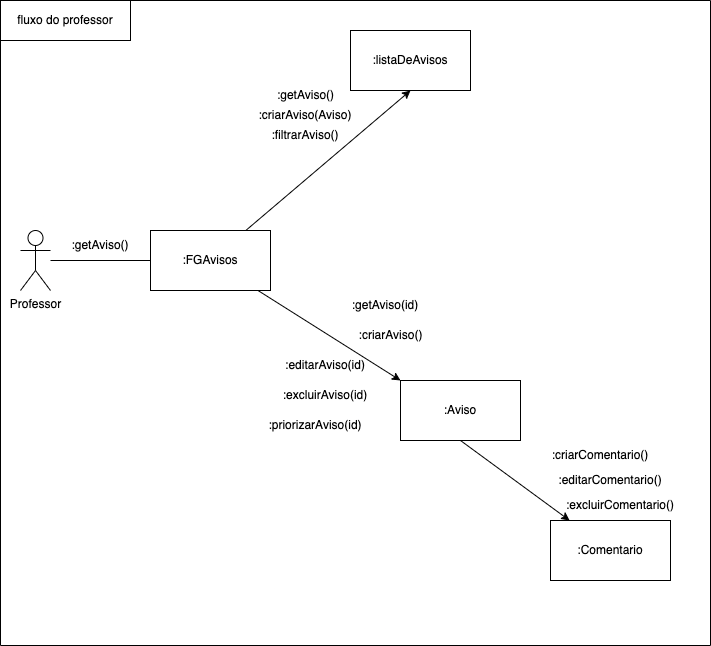 fluxo do professor
:listaDeAvisos
:getAviso()
:criarAviso(Aviso)
:filtrarAviso()
:getAviso()
:FGAvisos
Professor
:getAviso(id)
:criarAviso()
:editarAviso(id)
:excluirAviso(id)
:priorizarAviso(id)
:Aviso
:criarComentario()
:editarComentario()
:excluirComentario()
:Comentario